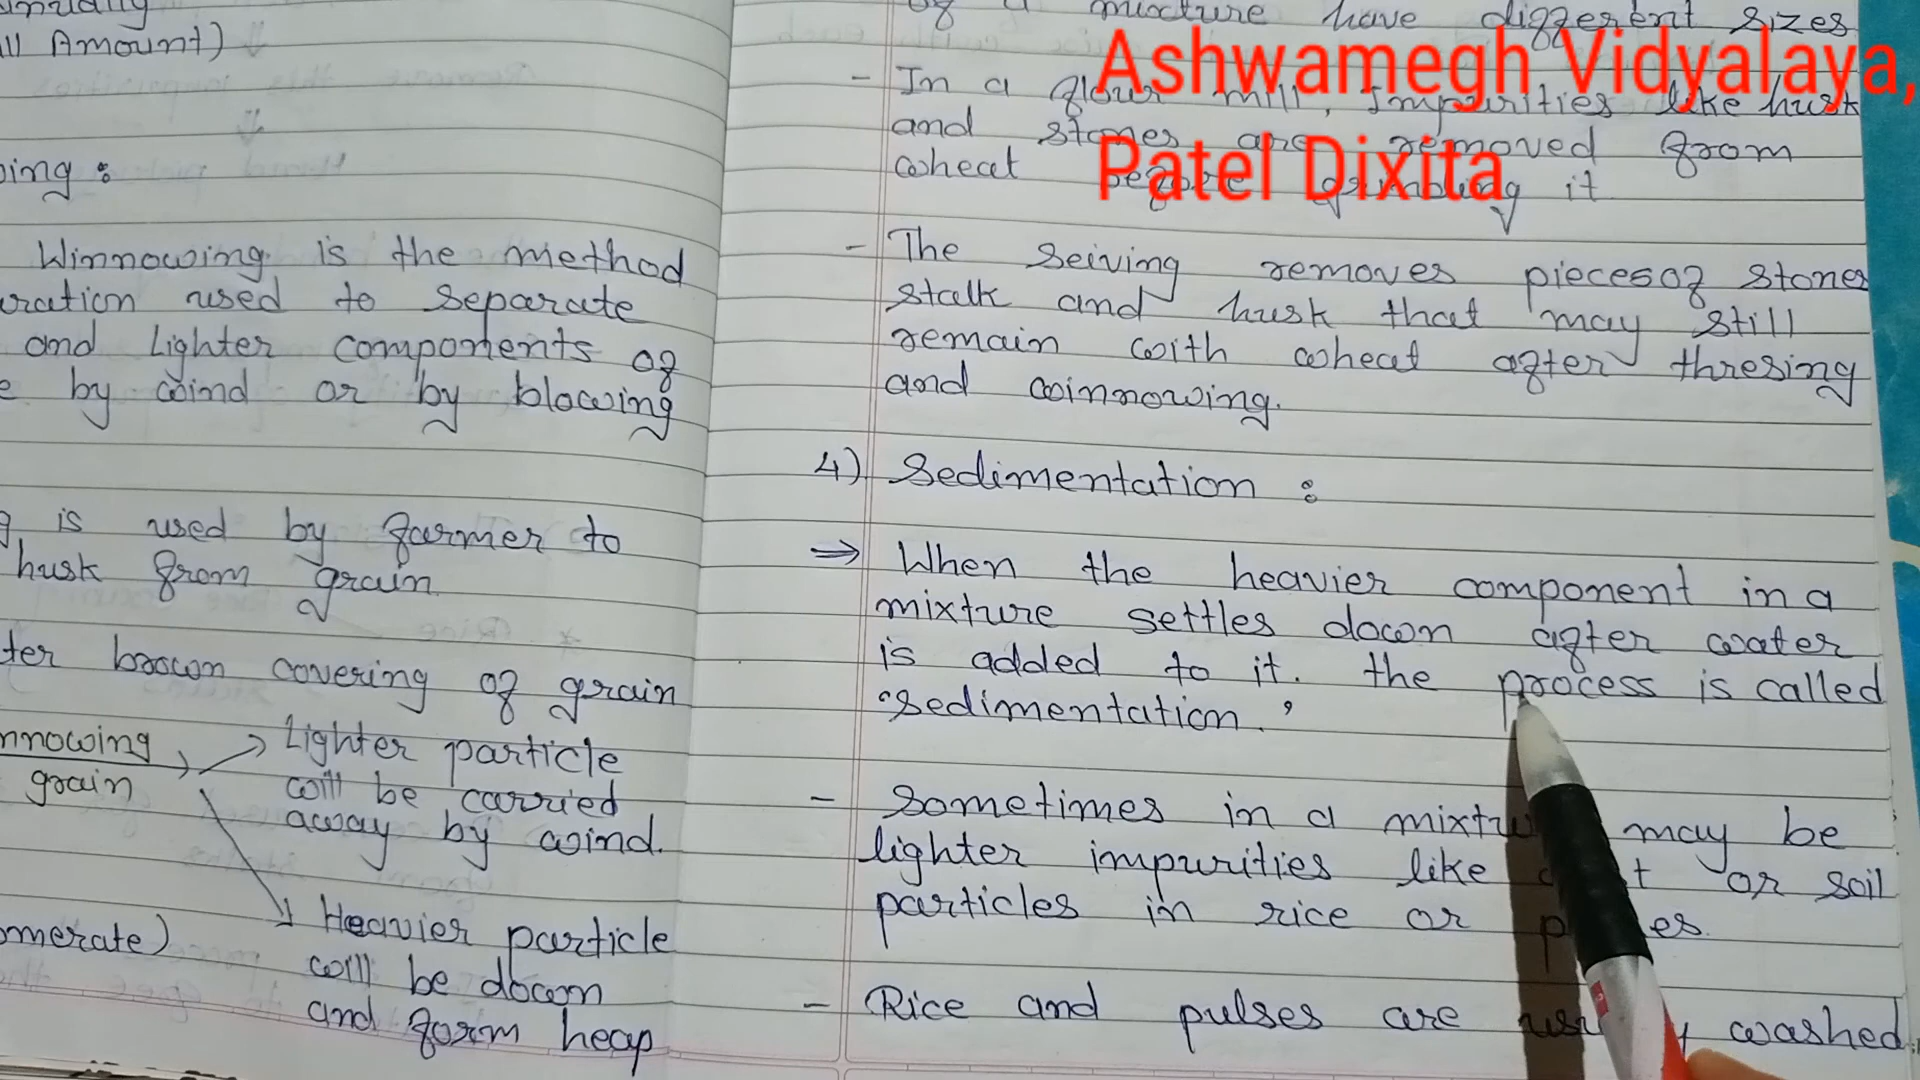 ll Amount)
ing :
Winnowing is the method
uration used to separate
and Lighter components of
e by wind or by blowing
g is used by farmer to
husk from grain.
ter brown covering of grain
nnowing
grain
Lighter particle
will be carried
away by wind.
omerate)
Heavier particle
will be down
and form heap
of a mixture have different sizes
- In a flour mill, Impurities like husk
and stones are removed from
wheat before it
Ashwamegh Vidyalaya,
Patel Dixita
- The seiving removes pieces of stones
stalk and husk that may still
remain with wheat after thresing
and winnowing.
4) Sedimentation :
⇒ When the heavier component in a
mixture settles down after water
is added to it. the process is called
'Sedimentation.'
- Sometimes in a may be
lighter impurities like or soil
particles in rice or
- Rice and pulses are washed